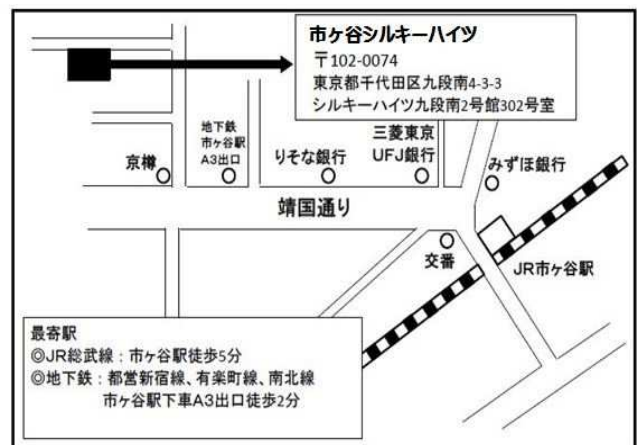 市ヶ谷シルキーハイツ
〒102-0074
東京都千代田区九段南4-3-3
シルキーハイツ九段南2号館302号室
京樽
地下鉄
市ヶ谷駅
A3出口
りそな銀行
三菱東京
UFJ銀行
みずほ銀行
靖国通り
交番
JR市ヶ谷駅
最寄駅
◎JR総武線：市ヶ谷駅徒歩5分
◎地下鉄：都営新宿線、有楽町線、南北線
市ヶ谷駅下車A3出口徒歩2分